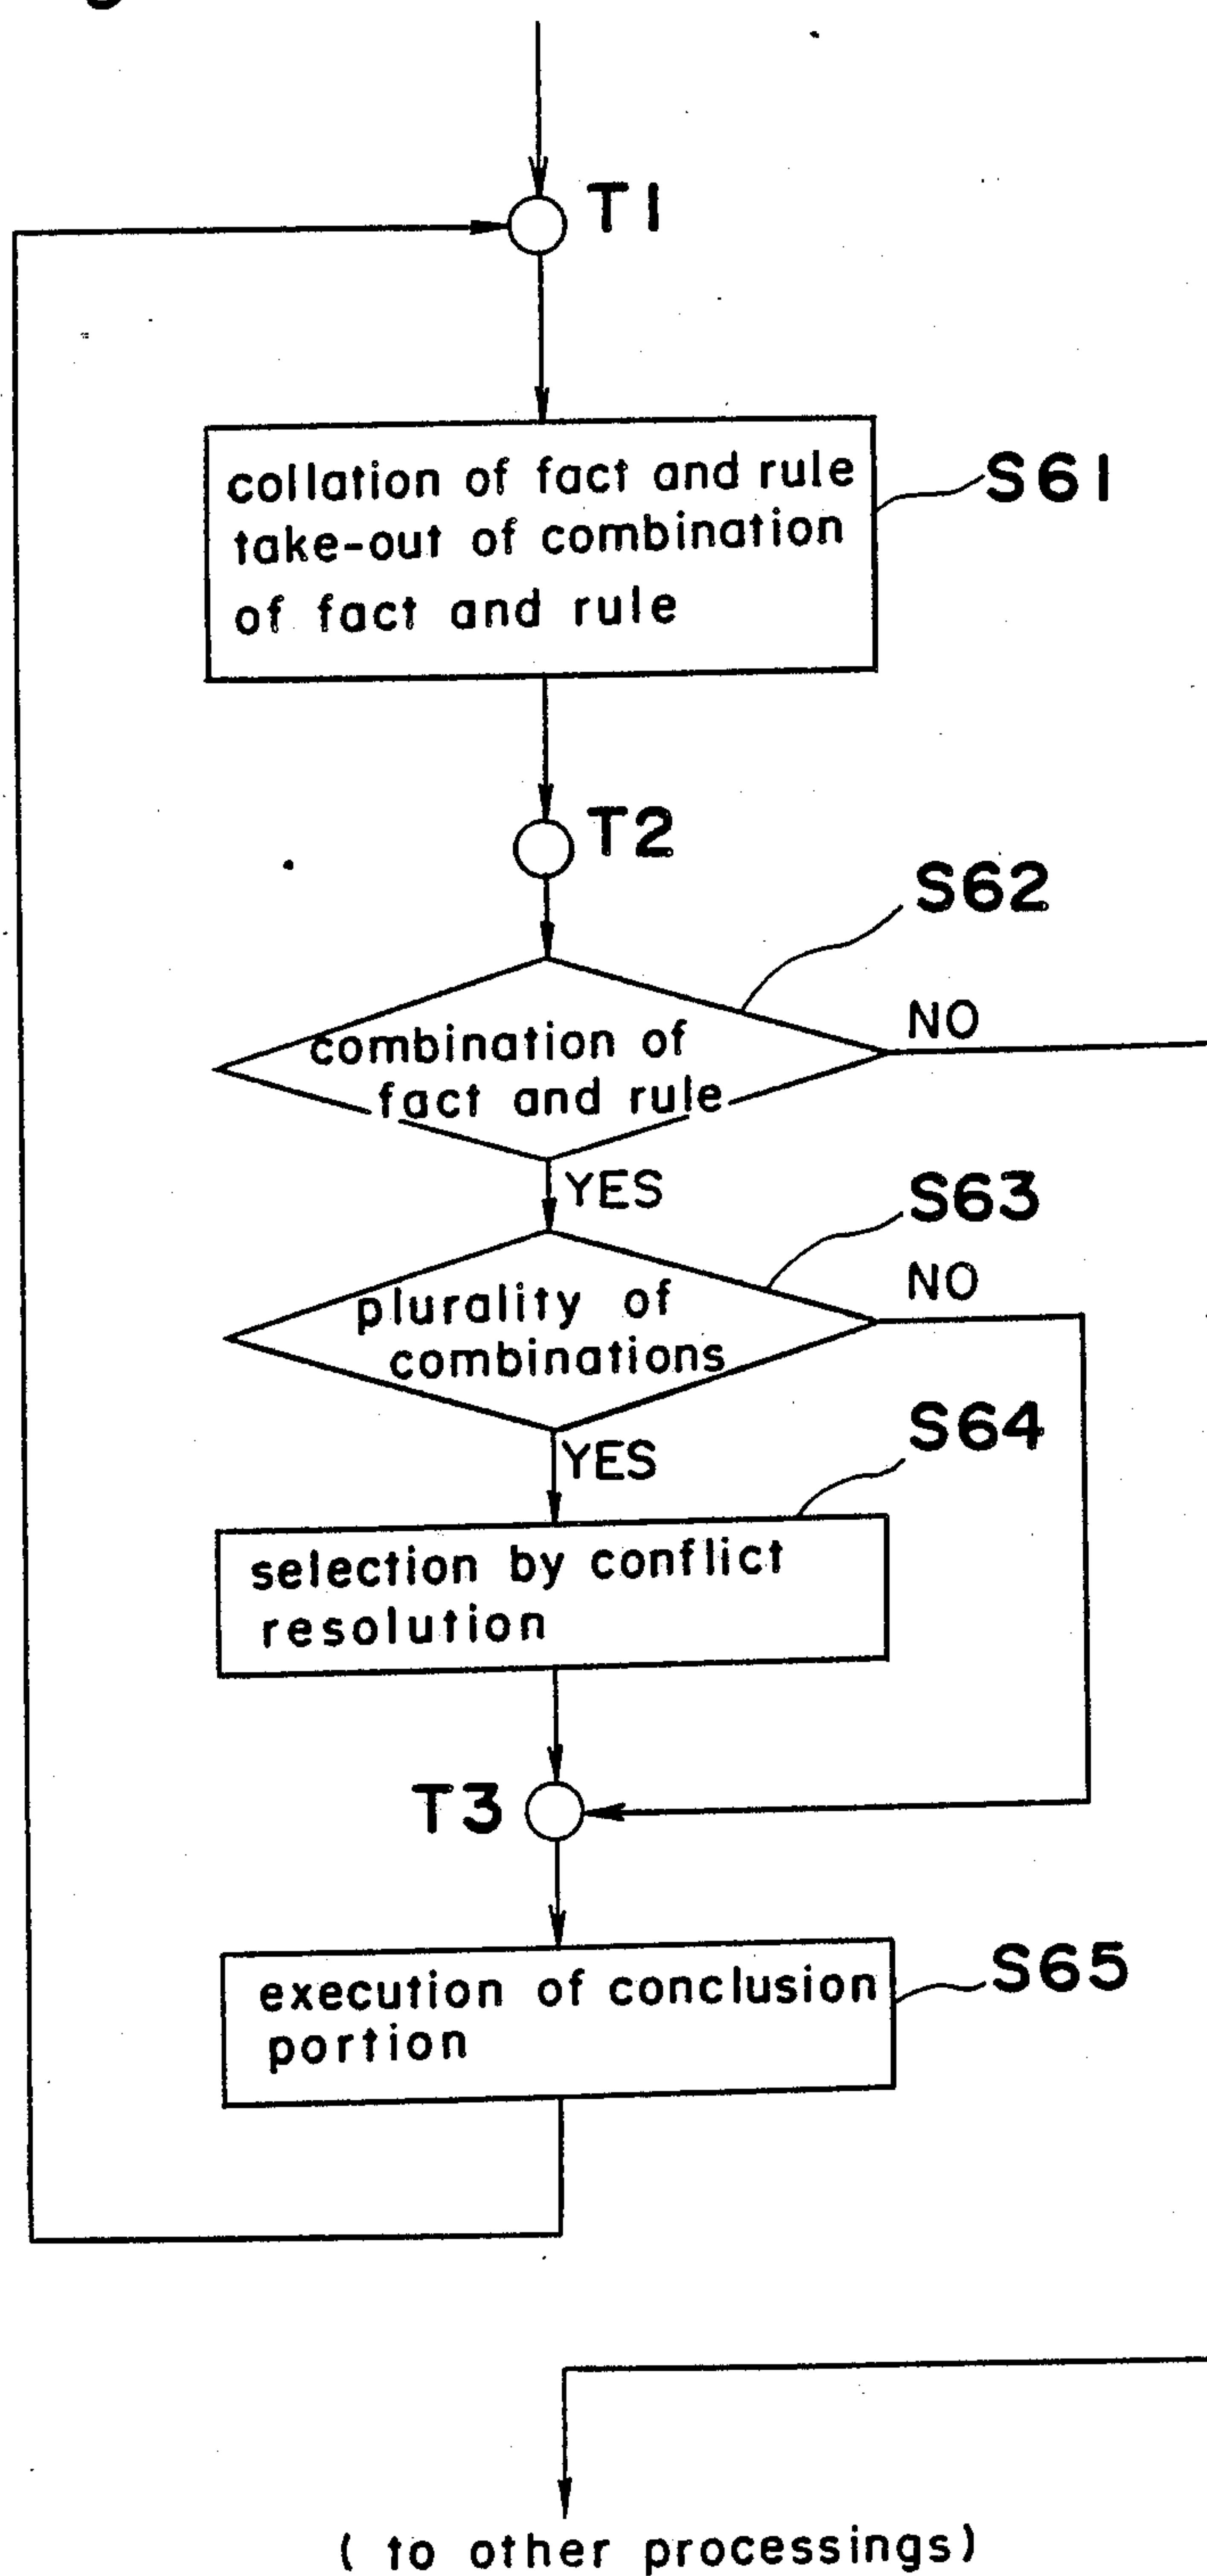 T1
collation of fact and rule
take-out of combination
of fact and rule
S61
T2
S62
combination of
fact and rule
NO
YES
S63
plurality of
combinations
NO
YES
S64
selection by conflict
resolution
T3
execution of conclusion
portion
S65
( to other processings)